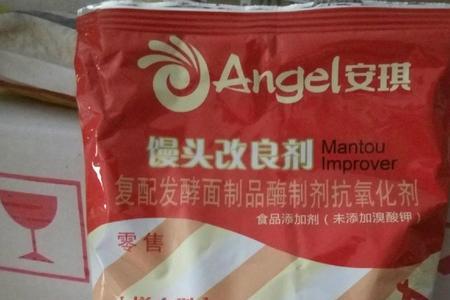 Angel安琪
馒头改良剂 Mantou Improver
复配发酵面制品酶制剂抗氧化剂
食品添加剂（未添加溴酸钾）
零售